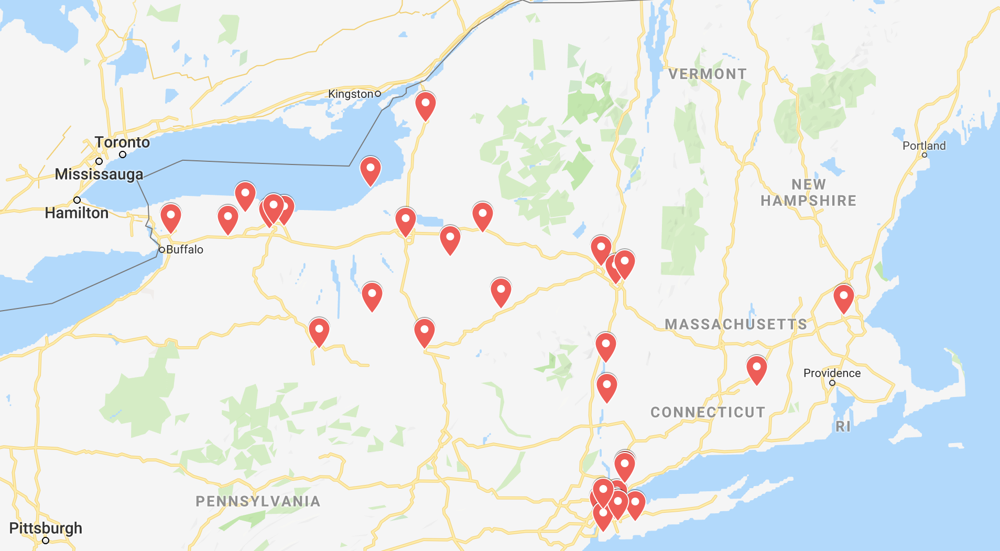 VERMONT
Kingston
Toronto
Portland
Mississauga
NEW
HAMPSHIRE
Hamilton
Buffalo
MASSACHUSETTS
Providence
CONNECTICUT
RI
PENNSYLVANIA
Pittsburgh